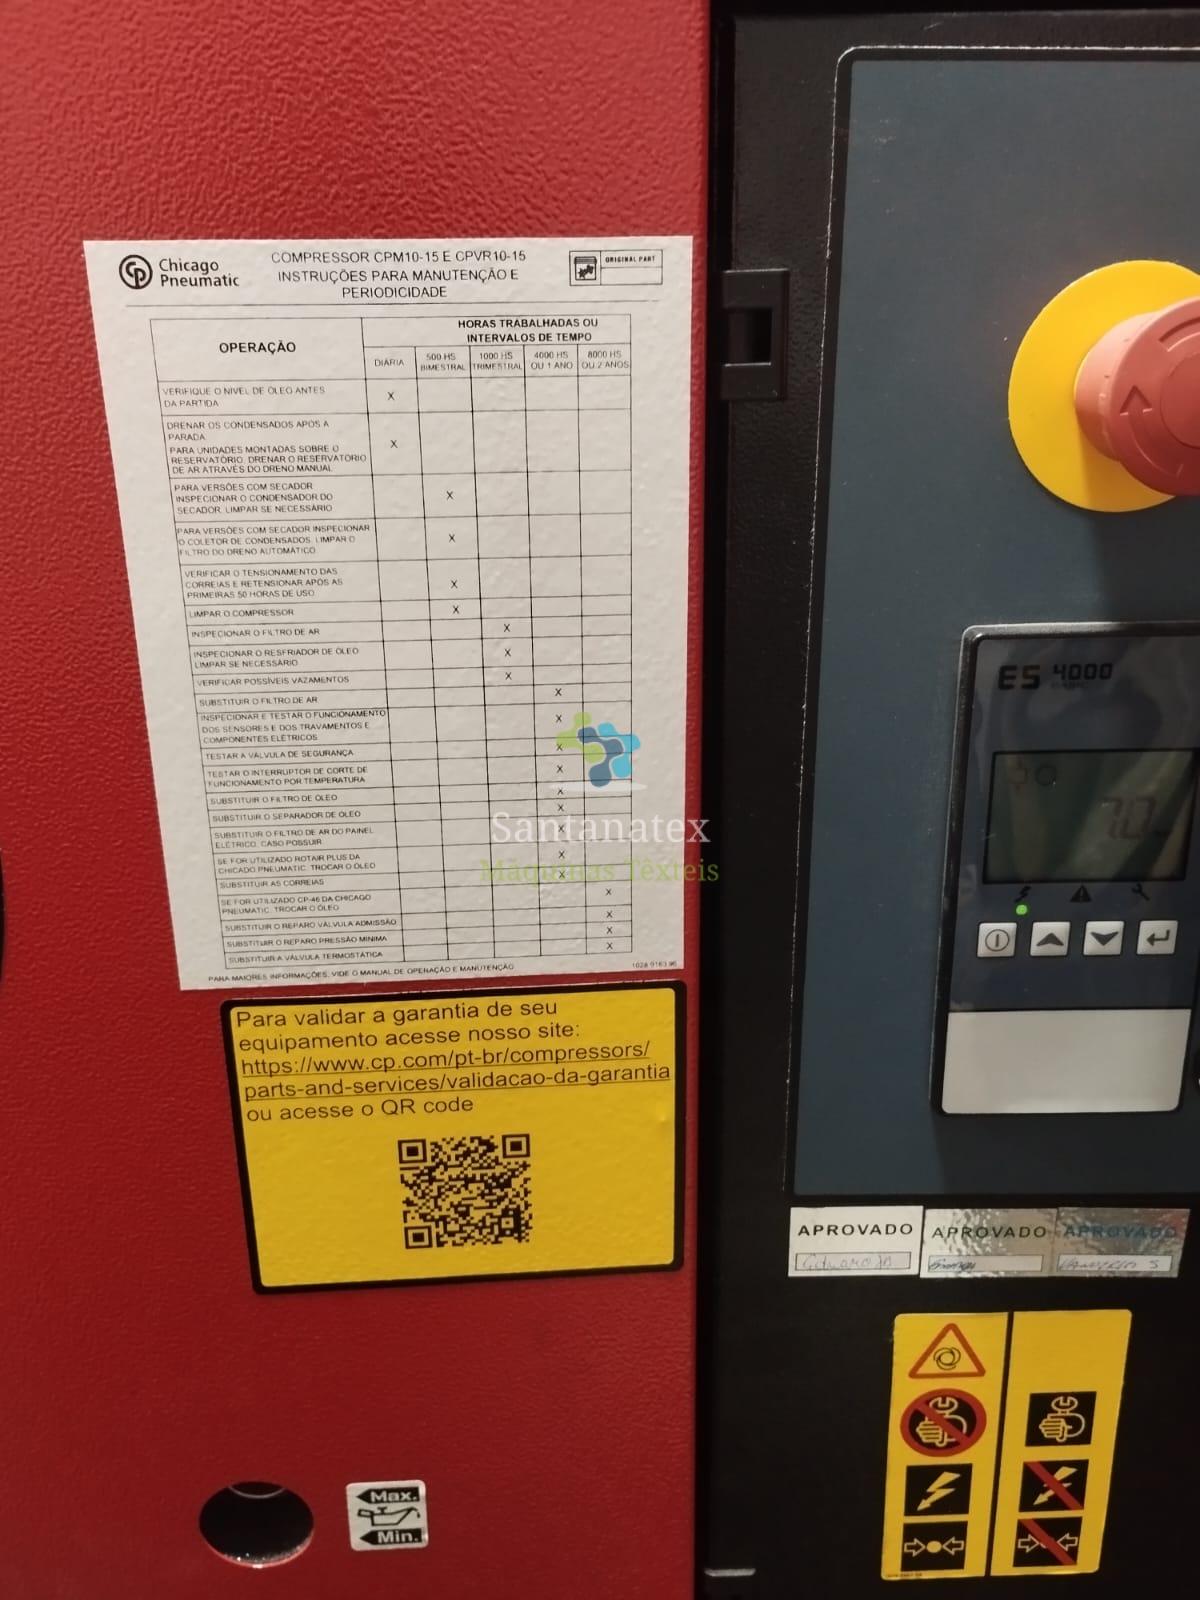 Chicago
Pneumatic
COMPRESSOR CPM10-15 E CPVR10-15
INSTRUÇÕES PARA MANUTENÇÃO E
PERIODICIDADE
ORIGINAL PART
OPERAÇÃO
HORAS TRABALHADAS OU
INTERVALOS DE TEMPO
DIÁRIA
500 HS
BIMESTRAL
1000 HS
TRIMESTRAL
4000 HS
OU 1 ANO
8000 HS
OU 2 ANOS
VERIFIQUE O NIVEL DE ÓLEO ANTES
DA PARTIDA
X
DRENAR OS CONDENSADOS APÓS A
PARADA
PARA UNIDADES MONTADAS SOBRE O
RESERVATÓRIO, DRENAR O RESERVATÓRIO
DE AR ATRAVÉS DO DRENO MANUAL
X
PARA VERSÕES COM SECADOR
INSPECIONAR O CONDENSADOR DO
SECADOR, LIMPAR SE NECESSÁRIO
X
PARA VERSÕES COM SECADOR INSPECIONAR
O COLETOR DE CONDENSADOS. LIMPAR O
FILTRO DO DRENO AUTOMÁTICO
X
VERIFICAR O TENSIONAMENTO DAS
CORREIAS E RETENSIONAR APÓS AS
PRIMEIRAS 50 HORAS DE USO
X
LIMPAR O COMPRESSOR
X
INSPECIONAR O FILTRO DE AR
X
INSPECIONAR O RESFRIADOR DE ÓLEO
LIMPAR SE NECESSÁRIO
X
VERIFICAR POSSÍVEIS VAZAMENTOS
X
SUBSTITUIR O FILTRO DE AR
X
INSPECIONAR E TESTAR O FUNCIONAMENTO
DOS SENSORES E DOS TRAVAMENTOS E
COMPONENTES ELÉTRICOS
X
TESTAR A VÁLVULA DE SEGURANÇA
X
TESTAR O INTERRUPTOR DE CORTE DE
FUNCIONAMENTO POR TEMPERATURA
X
SUBSTITUIR O FILTRO DE ÓLEO
X
SUBSTITUIR O SEPARADOR DE ÓLEO
X
SUBSTITUIR O FILTRO DE AR DO PAINEL
ELÉTRICO, CASO POSSUIR
X
SE FOR UTILIZADO ROTAIR PLUS DA
CHICADO PNEUMATIC, TROCAR O ÓLEO
X
SUBSTITUIR AS CORREIAS
X
SE FOR UTILIZADO CP-46 DA CHICAGO
PNEUMATIC, TROCAR O ÓLEO
X
SUBSTITUIR O REPARO VÁLVULA ADMISSÃO
X
SUBSTITUIR O REPARO PRESSÃO MÍNIMA
X
SUBSTITUIR A VÁLVULA TERMOSTÁTICA
X
PARA MAIORES INFORMAÇÕES, VIDE O MANUAL DE OPERAÇÃO E MANUTENÇÃO
Santanatex
Máquinas Têxteis
Para validar a garantia de seu
equipamento acesse nosso site:
https://www.cp.com/pt-br/compressors/
parts-and-services/validacao-da-garantia
ou acesse o QR code
ES 4000
7.0
APROVADO
APROVADO
APROVADO
Max.
Min.